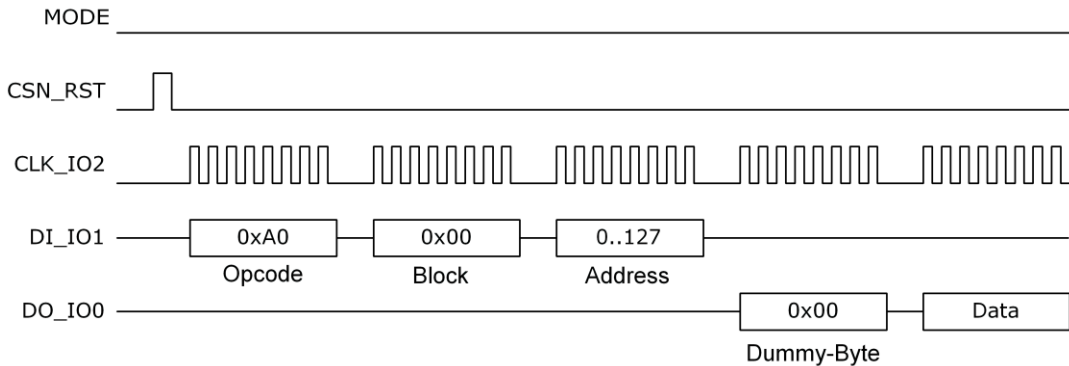 MODE
CSN_RST
CLK_IO2
DI_IO1 0xA0 0x00 0..127
Opcode Block Address
DO_IO0 0x00 Data
Dummy-Byte